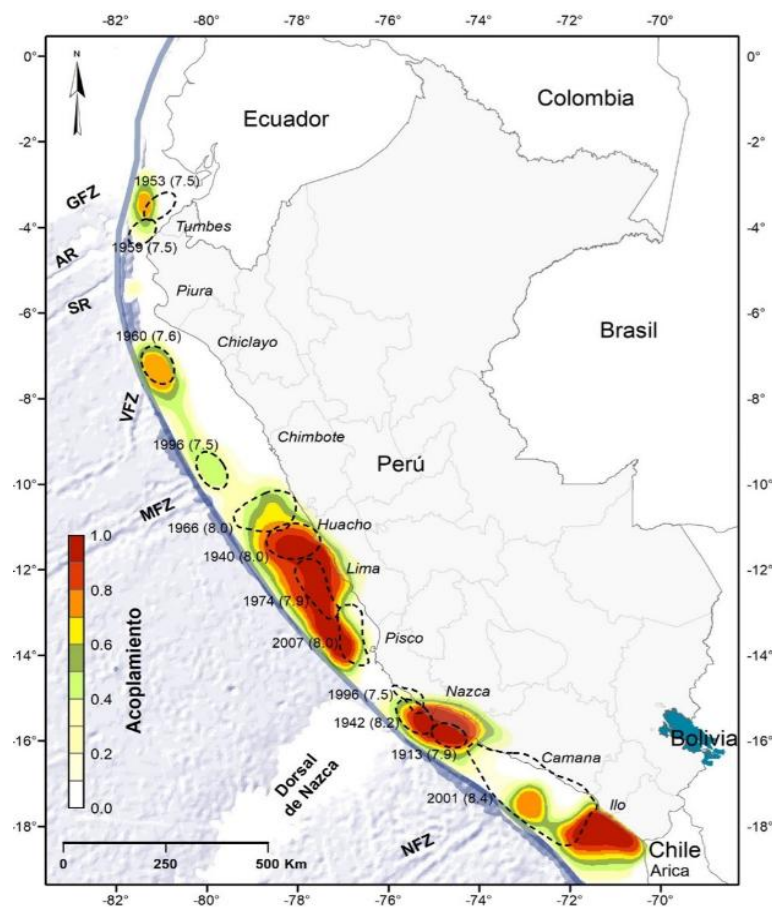 -82° -80° -78° -76° -74° -72° -70°
0° 0°
N
Colombia
Ecuador
-2° -2°
1953 (7.5)
GFZ
-4° -4°
Tumbes
1959 (7.5)
AR
Piura
SR
-6° -6°
1960 (7.6)
Chiclayo
Brasil
-8° -8°
VFZ
Chimbote
1996 (7.5)
Perú
-10° -10°
MFZ
Huacho
1966 (8.0)
1.0
1940 (8.0)
-12° -12°
Lima
0.8
1974 (7.9)
Acoplamiento
0.6
2007 (8.0)
Pisco
-14° -14°
0.4
1996 (7.5)
Nazca
1942 (8.2)
Bolivia
0.2
-16° -16°
1913 (7.9)
Camana
Dorsal
de Nazca
2001 (8.4)
Ilo
0.0
-18° -18°
NFZ
Chile
Arica
0 250 500 Km
-82 -80 -78 -76 -74 -72 -70